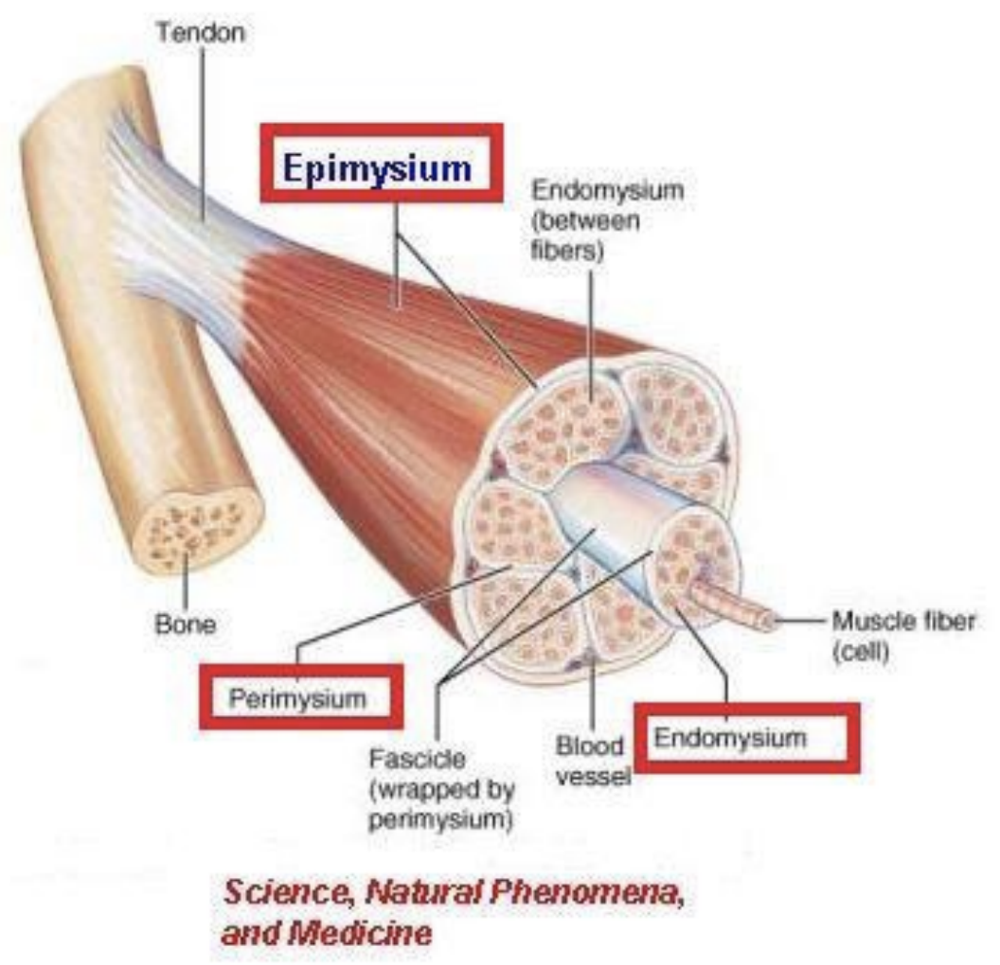 Tendon
Epimysium
Endomysium
(between
fibers)
Bone
Muscle fiber
(cell)
Perimysium
Fascicle
(wrapped by
perimysium)
Blood
vessel
Endomysium
Science, Natural Phenomena,
and Medicine